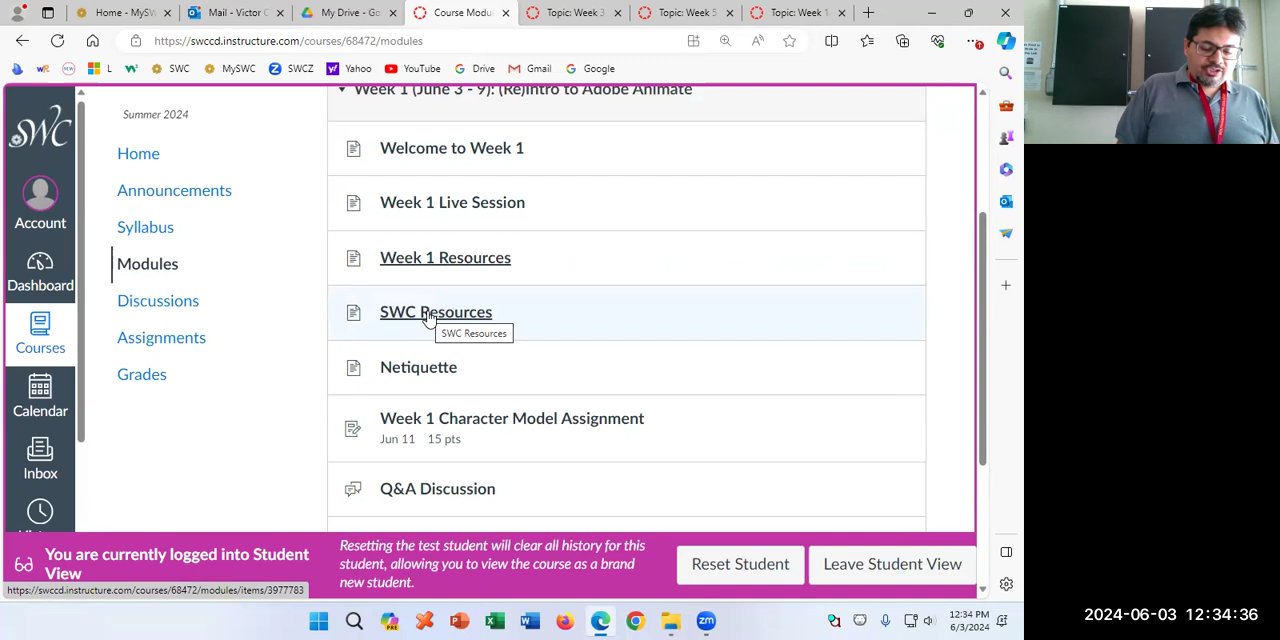 Home - MySW
Mail - Victor C
My Drive - Go
Course Modu
Topic: Week 3
Topic: Week 5
Topic: Week 1
https://swccd.instructure.com/courses/68472/modules
L
SWC
MySWC
SWCZ
Yahoo
YouTube
Drive
Gmail
Google
SWC
Account
Dashboard
Courses
Calendar
Inbox
Summer 2024
Home
Announcements
Syllabus
Modules
Discussions
Assignments
Grades
Week 1 (June 3 - 9): (Re)Intro to Adobe Animate
Welcome to Week 1
Week 1 Live Session
Week 1 Resources
SWC Resources
SWC Resources
Netiquette
Week 1 Character Model Assignment
Jun 11 15 pts
Q&A Discussion
You are currently logged into Student
View
Resetting the test student will clear all history for this
student, allowing you to view the course as a brand
new student.
Reset Student
Leave Student View
https://swccd.instructure.com/courses/68472/modules/items/3977783
12:34 PM
6/3/2024
2024-06-03 12:34:36